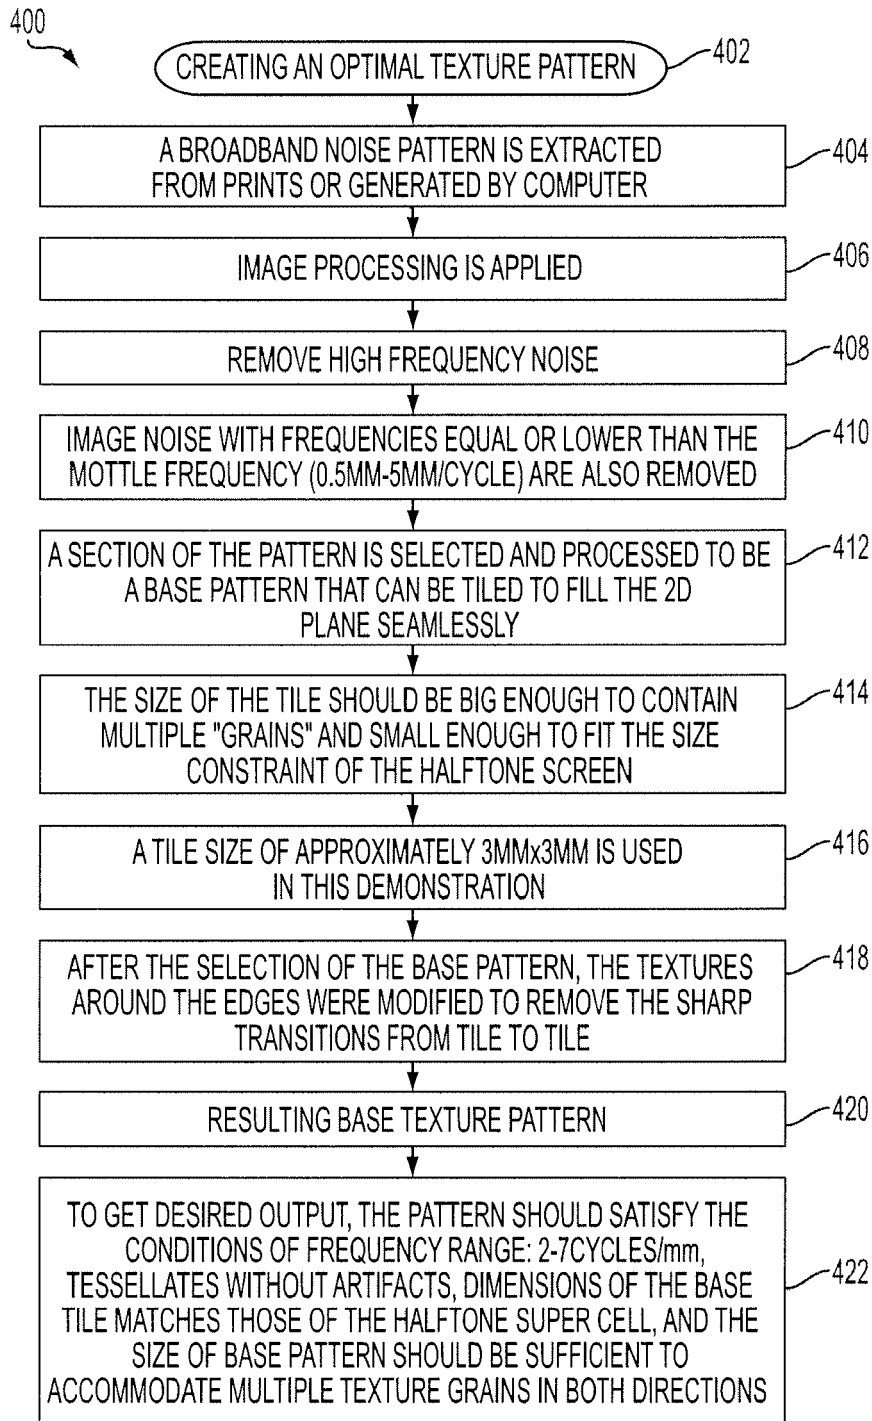 400
CREATING AN OPTIMAL TEXTURE PATTERN
402
A BROADBAND NOISE PATTERN IS EXTRACTED
FROM PRINTS OR GENERATED BY COMPUTER
404
IMAGE PROCESSING IS APPLIED
406
REMOVE HIGH FREQUENCY NOISE
408
IMAGE NOISE WITH FREQUENCIES EQUAL OR LOWER THAN THE
MOTTLE FREQUENCY (0.5MM-5MM/CYCLE) ARE ALSO REMOVED
410
A SECTION OF THE PATTERN IS SELECTED AND PROCESSED TO BE
A BASE PATTERN THAT CAN BE TILED TO FILL THE 2D
PLANE SEAMLESSLY
412
THE SIZE OF THE TILE SHOULD BE BIG ENOUGH TO CONTAIN
MULTIPLE "GRAINS" AND SMALL ENOUGH TO FIT THE SIZE
CONSTRAINT OF THE HALFTONE SCREEN
414
A TILE SIZE OF APPROXIMATELY 3MMx3MM IS USED
IN THIS DEMONSTRATION
416
AFTER THE SELECTION OF THE BASE PATTERN, THE TEXTURES
AROUND THE EDGES WERE MODIFIED TO REMOVE THE SHARP
TRANSITIONS FROM TILE TO TILE
418
RESULTING BASE TEXTURE PATTERN
420
TO GET DESIRED OUTPUT, THE PATTERN SHOULD SATISFY THE
CONDITIONS OF FREQUENCY RANGE: 2-7CYCLES/mm,
TESSELLATES WITHOUT ARTIFACTS, DIMENSIONS OF THE BASE
TILE MATCHES THOSE OF THE HALFTONE SUPER CELL, AND THE
SIZE OF BASE PATTERN SHOULD BE SUFFICIENT TO
ACCOMMODATE MULTIPLE TEXTURE GRAINS IN BOTH DIRECTIONS
422